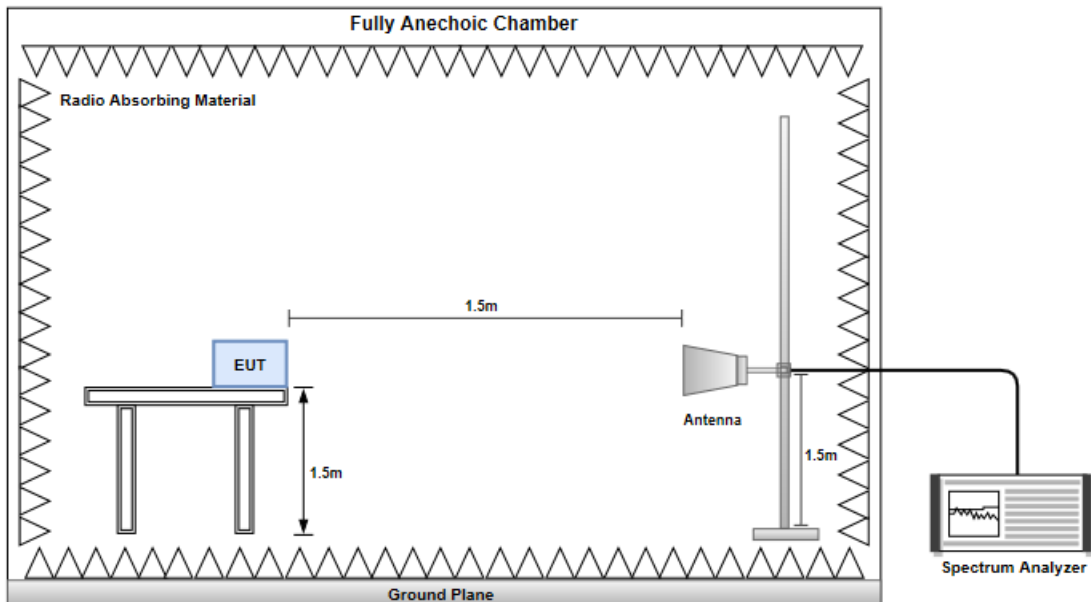 Fully Anechoic Chamber
Radio Absorbing Material
1.5m
EUT
Antenna
1.5m
1.5m
Spectrum Analyzer
Ground Plane